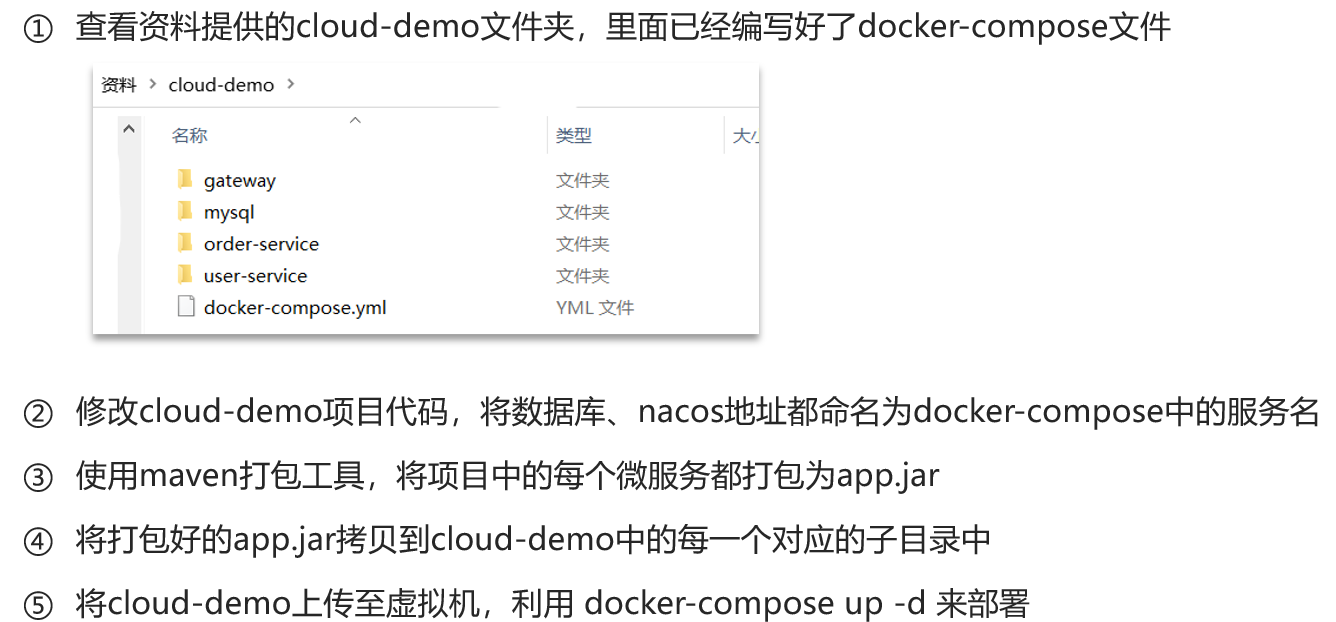 ① 查看资料提供的cloud-demo文件夹，里面已经编写好了docker-compose文件
资料 > cloud-demo >
名称 类型 大小
gateway 文件夹
mysql 文件夹
order-service 文件夹
user-service 文件夹
docker-compose.yml YML 文件
② 修改cloud-demo项目代码，将数据库、nacos地址都命名为docker-compose中的服务名
③ 使用maven打包工具，将项目中的每个微服务都打包为app.jar
④ 将打包好的app.jar拷贝到cloud-demo中的每一个对应的子目录中
⑤ 将cloud-demo上传至虚拟机，利用 docker-compose up -d 来部署